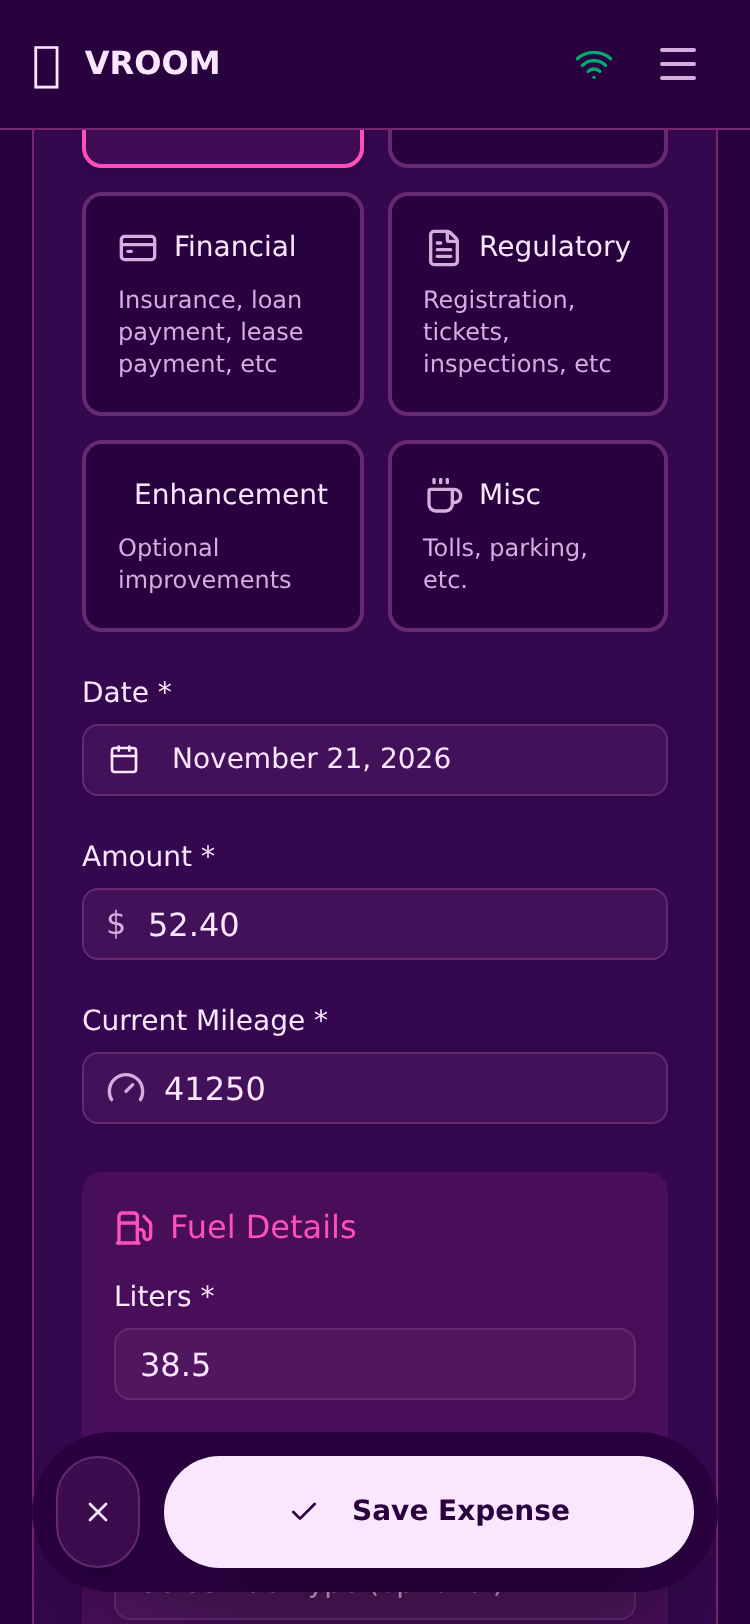 VROOM
Financial
Insurance, loan
payment, lease
payment, etc
Regulatory
Registration,
tickets,
inspections, etc
Enhancement
Optional
improvements
Misc
Tolls, parking,
etc.
Date *
November 21, 2026
Amount *
$ 52.40
Current Mileage *
41250
Fuel Details
Liters *
38.5
Save Expense